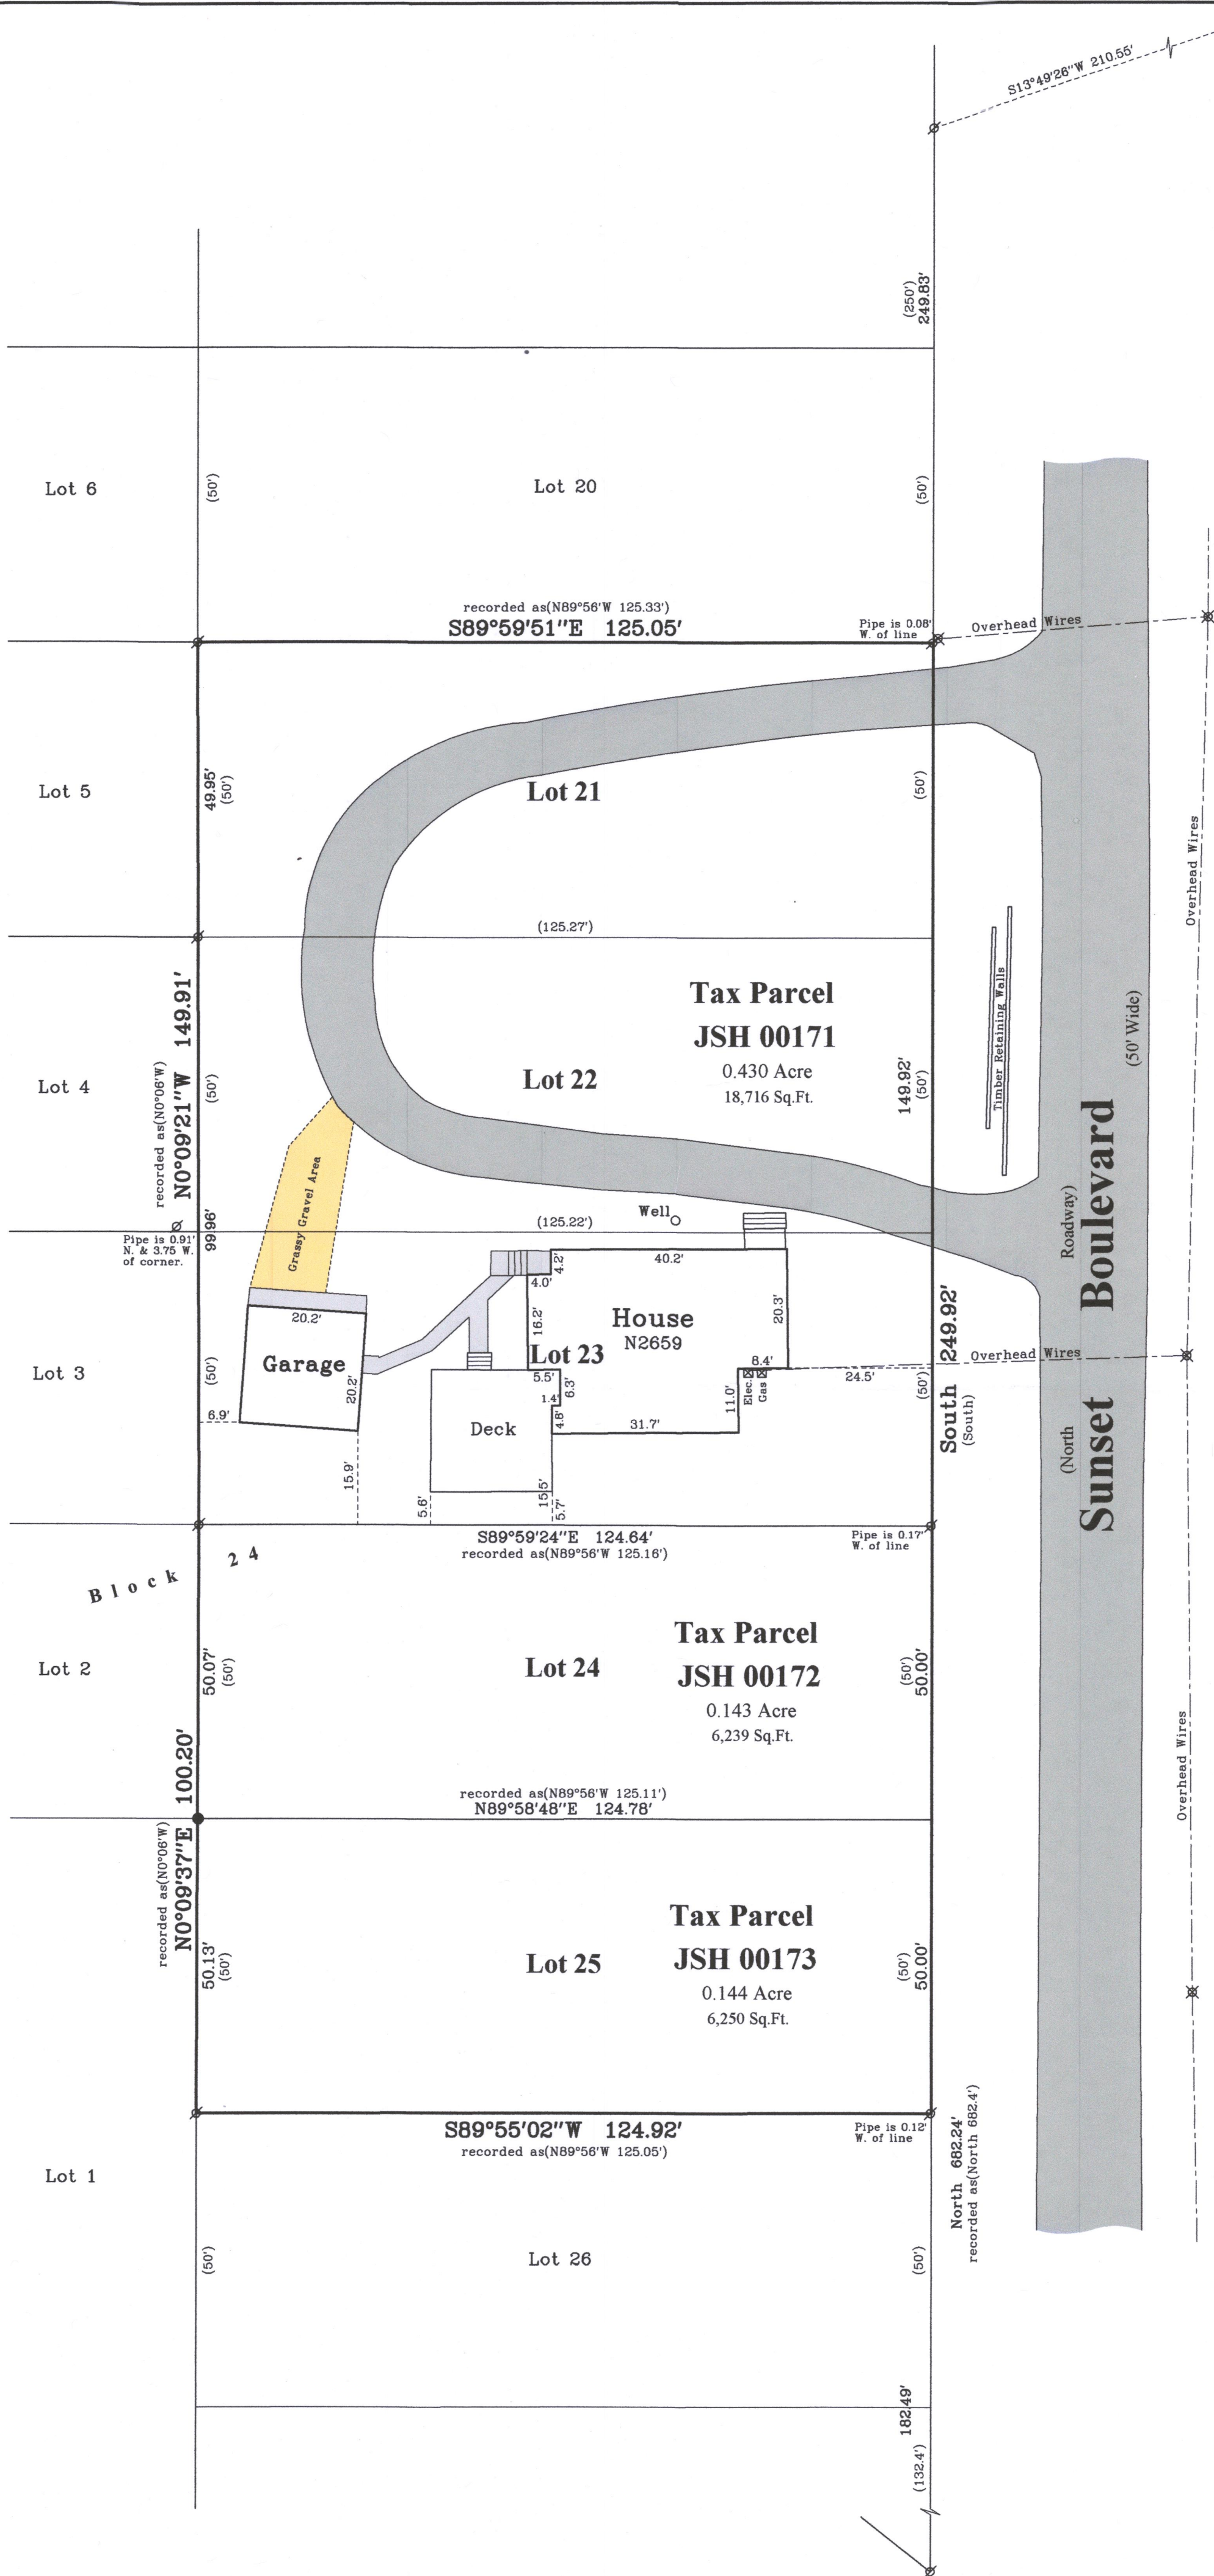 S13°49'26"W 210.55'
(250')
249.83'
Lot 6
(50')
Lot 20
(50')
recorded as(N89°56'W 125.33')
S89°59'51"E 125.05'
Pipe is 0.08'
W. of line
Overhead Wires
Lot 5
49.95'
(50')
Lot 21
(50')
Overhead Wires
(125.27')
Tax Parcel
JSH 00171
0.430 Acre
18,716 Sq.Ft.
Timber Retaining Walls
(50' Wide)
recorded as(N0°06'W)
N0°09'21"W 149.91'
Lot 4
(50')
Lot 22
149.92'
(50')
Grassy Gravel Area
Pipe is 0.91'
N. & 3.75 W.
of corner.
99.96'
(125.22')
Well
(North Roadway)
Sunset Boulevard
4.2'
4.0'
40.2'
20.2'
16.2'
House
N2659
20.3'
Garage
Lot 23
Lot 3
(50')
20.2'
6.9'
5.5'
6.3'
1.4'
4.8'
8.4'
Elec.
Gas
11.0'
24.5'
Overhead Wires
(50')
South 249.92'
(South)
Deck
31.7'
15.9'
5.6'
15.5'
5.7'
S89°59'24"E 124.64'
recorded as(N89°56'W 125.16')
Pipe is 0.17'
W. of line
Block 24
Tax Parcel
JSH 00172
0.143 Acre
6,239 Sq.Ft.
Lot 2
50.07'
(50')
Lot 24
(50')
50.00'
Overhead Wires
recorded as(N89°56'W 125.11')
N89°58'48"E 124.78'
recorded as(N0°06'W)
N0°09'37"E 100.20'
Tax Parcel
JSH 00173
0.144 Acre
6,250 Sq.Ft.
50.13'
(50')
Lot 25
(50')
50.00'
S89°55'02"W 124.92'
recorded as(N89°56'W 125.05')
Pipe is 0.12'
W. of line
North 682.24'
recorded as(North 682.4')
Lot 1
(50')
Lot 26
(50')
182.49'
(132.4')